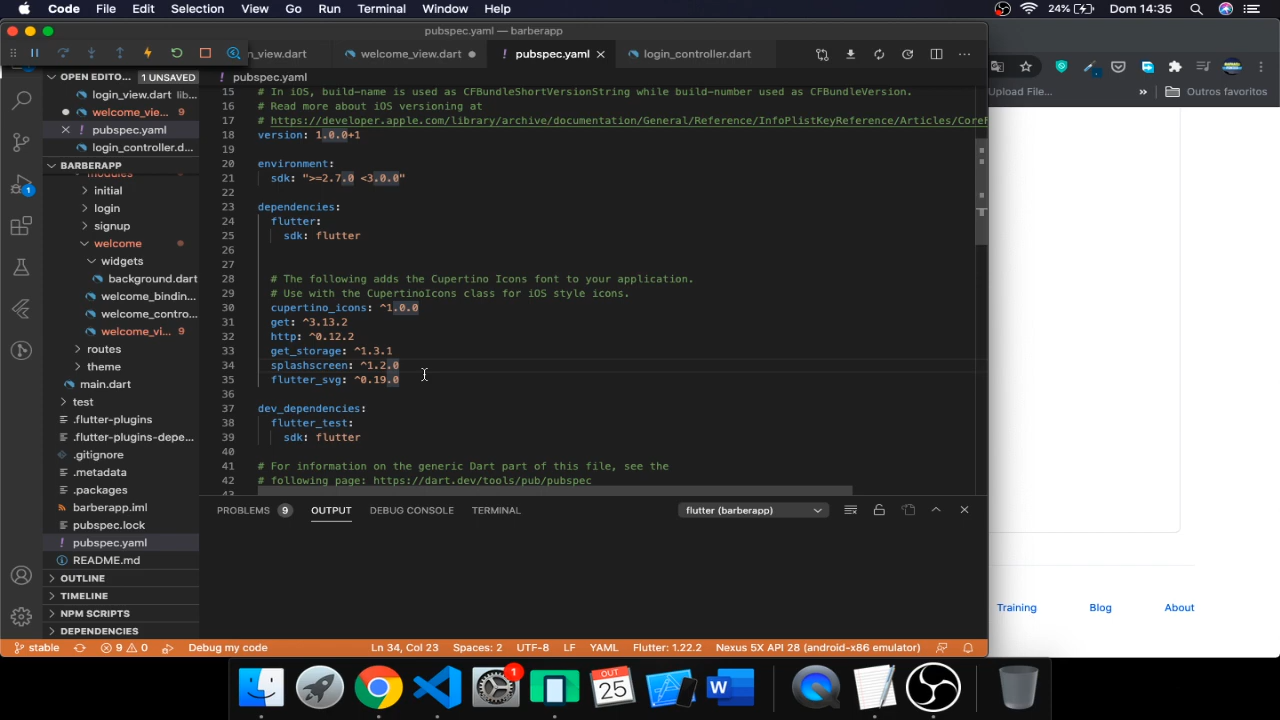 Code File Edit Selection View Go Run Terminal Window Help 24% Dom 14:35
pubspec.yaml — barberapp
n_view.dart welcome_view.dart pubspec.yaml login_controller.dart
OPEN EDITO... 1 UNSAVED
login_view.dart lib...
welcome_vie... 9
pubspec.yaml
login_controller.d...
BARBERAPP
modules
initial
login
signup
welcome
widgets
background.dart
welcome_bindin...
welcome_contro...
welcome_vi... 9
routes
theme
main.dart
test
.flutter-plugins
.flutter-plugins-depe...
.gitignore
.metadata
.packages
barberapp.iml
pubspec.lock
pubspec.yaml
README.md
OUTLINE
TIMELINE
NPM SCRIPTS
DEPENDENCIES
1
pubspec.yaml
15 # In iOS, build-name is used as CFBundleShortVersionString while build-number used as CFBundleVersion.
16 # Read more about iOS versioning at
17 # https://developer.apple.com/library/archive/documentation/General/Reference/InfoPlistKeyReference/Articles/CoreF
18 version: 1.0.0+1
19
20 environment:
21 sdk: ">=2.7.0 <3.0.0"
22
23 dependencies:
24 flutter:
25 sdk: flutter
26
27
28 # The following adds the Cupertino Icons font to your application.
29 # Use with the CupertinoIcons class for iOS style icons.
30 cupertino_icons: ^1.0.0
31 get: ^3.13.2
32 http: ^0.12.2
33 get_storage: ^1.3.1
34 splashscreen: ^1.2.0
35 flutter_svg: ^0.19.0
36
37 dev_dependencies:
38 flutter_test:
39 sdk: flutter
40
41 # For information on the generic Dart part of this file, see the
42 # following page: https://dart.dev/tools/pub/pubspec
43
PROBLEMS 9 OUTPUT DEBUG CONSOLE TERMINAL flutter (barberapp)
stable 9 0 Debug my code Ln 34, Col 23 Spaces: 2 UTF-8 LF YAML Flutter: 1.22.2 Nexus 5X API 28 (android-x86 emulator)
Upload File... » Outros favoritos
Training Blog About
1
OCT
25
W